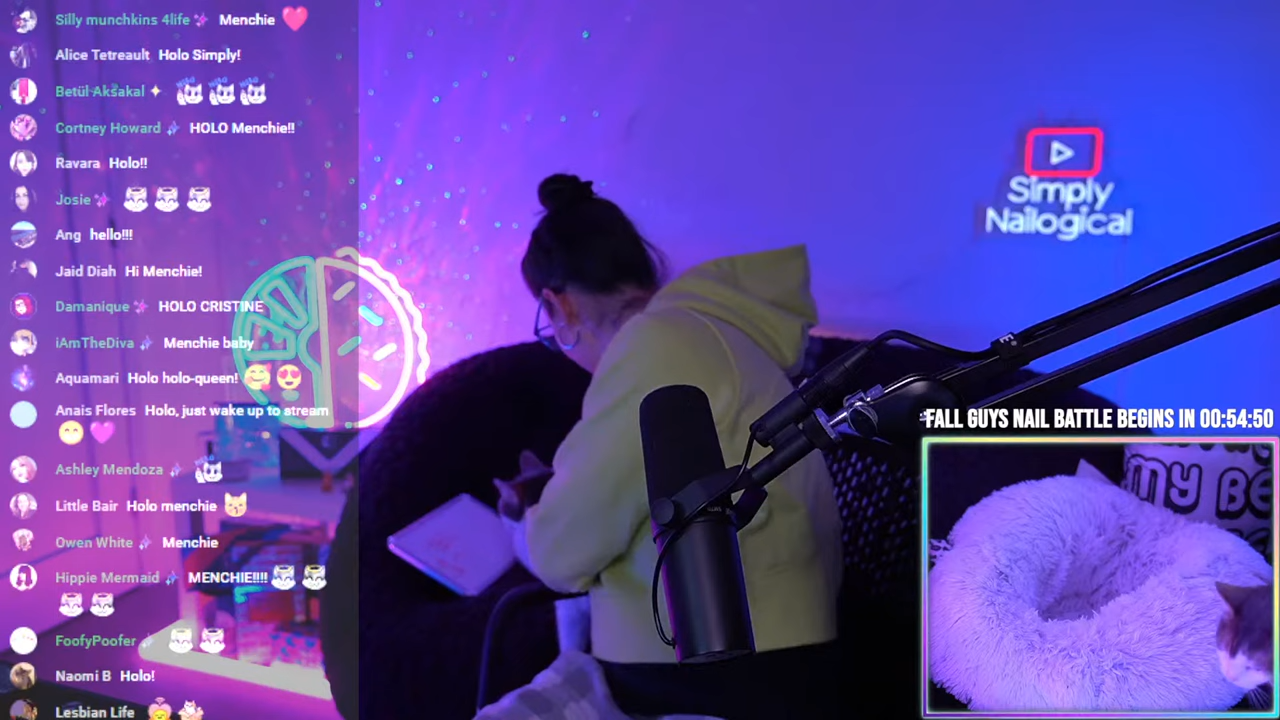 Silly munchkins 4life Menchie
Alice Tetreault Holo Simply!
Betül Aksakal
Cortney Howard HOLO Menchie!!
Ravara Holo!!
Josie
Ang hello!!!
Jaid Diah Hi Menchie!
Damanique HOLO CRISTINE
iAmTheDiva Menchie baby
Aquamari Holo holo-queen!
Anais Flores Holo, just wake up to stream
Ashley Mendoza
Little Bair Holo menchie
Owen White Menchie
Hippie Mermaid MENCHIE!!!!
FoofyPoofer
Naomi B Holo!
Lesbian Life
Simply
Nailogical
FALL GUYS NAIL BATTLE BEGINS IN 00:54:50
MY BE